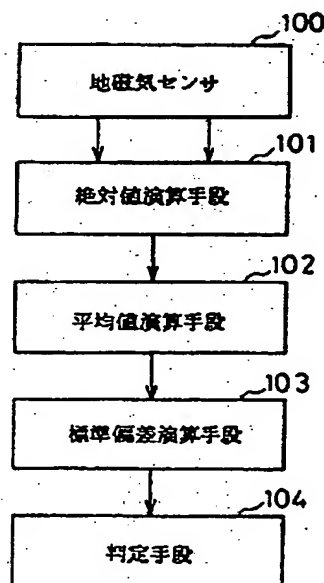 100
地磁気センサ
101
絶対値演算手段
102
平均値演算手段
103
標準偏差演算手段
104
判定手段